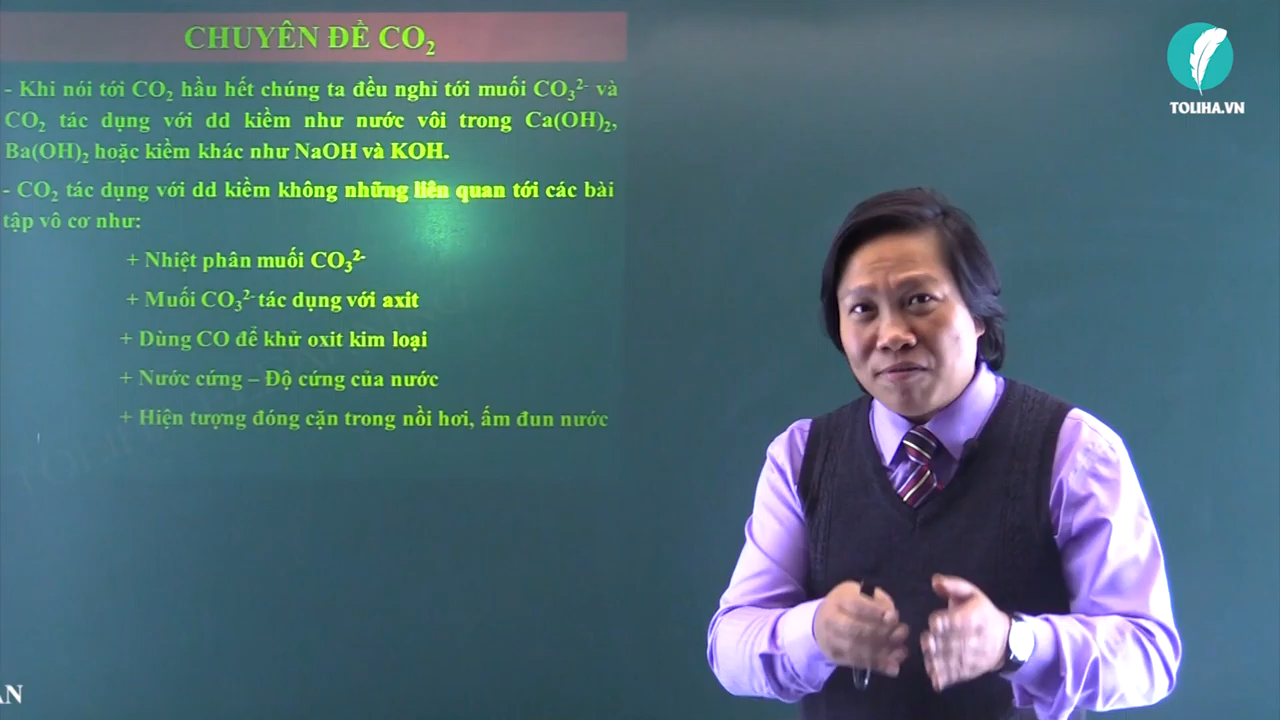 CHUYÊN ĐỀ CO₂
- Khi nói tới CO₂ hầu hết chúng ta đều nghỉ tới muối CO₃²⁻ và
CO₂ tác dụng với dd kiềm như nước vôi trong Ca(OH)₂,
Ba(OH)₂ hoặc kiềm khác như NaOH và KOH.
- CO₂ tác dụng với dd kiềm không những liên quan tới các bài
tập vô cơ như:
+ Nhiệt phân muối CO₃²⁻
+ Muối CO₃²⁻ tác dụng với axit
+ Dùng CO để khử oxit kim loại
+ Nước cứng – Độ cứng của nước
+ Hiện tượng đóng cặn trong nồi hơi, ấm đun nước
TOLIHA.VN